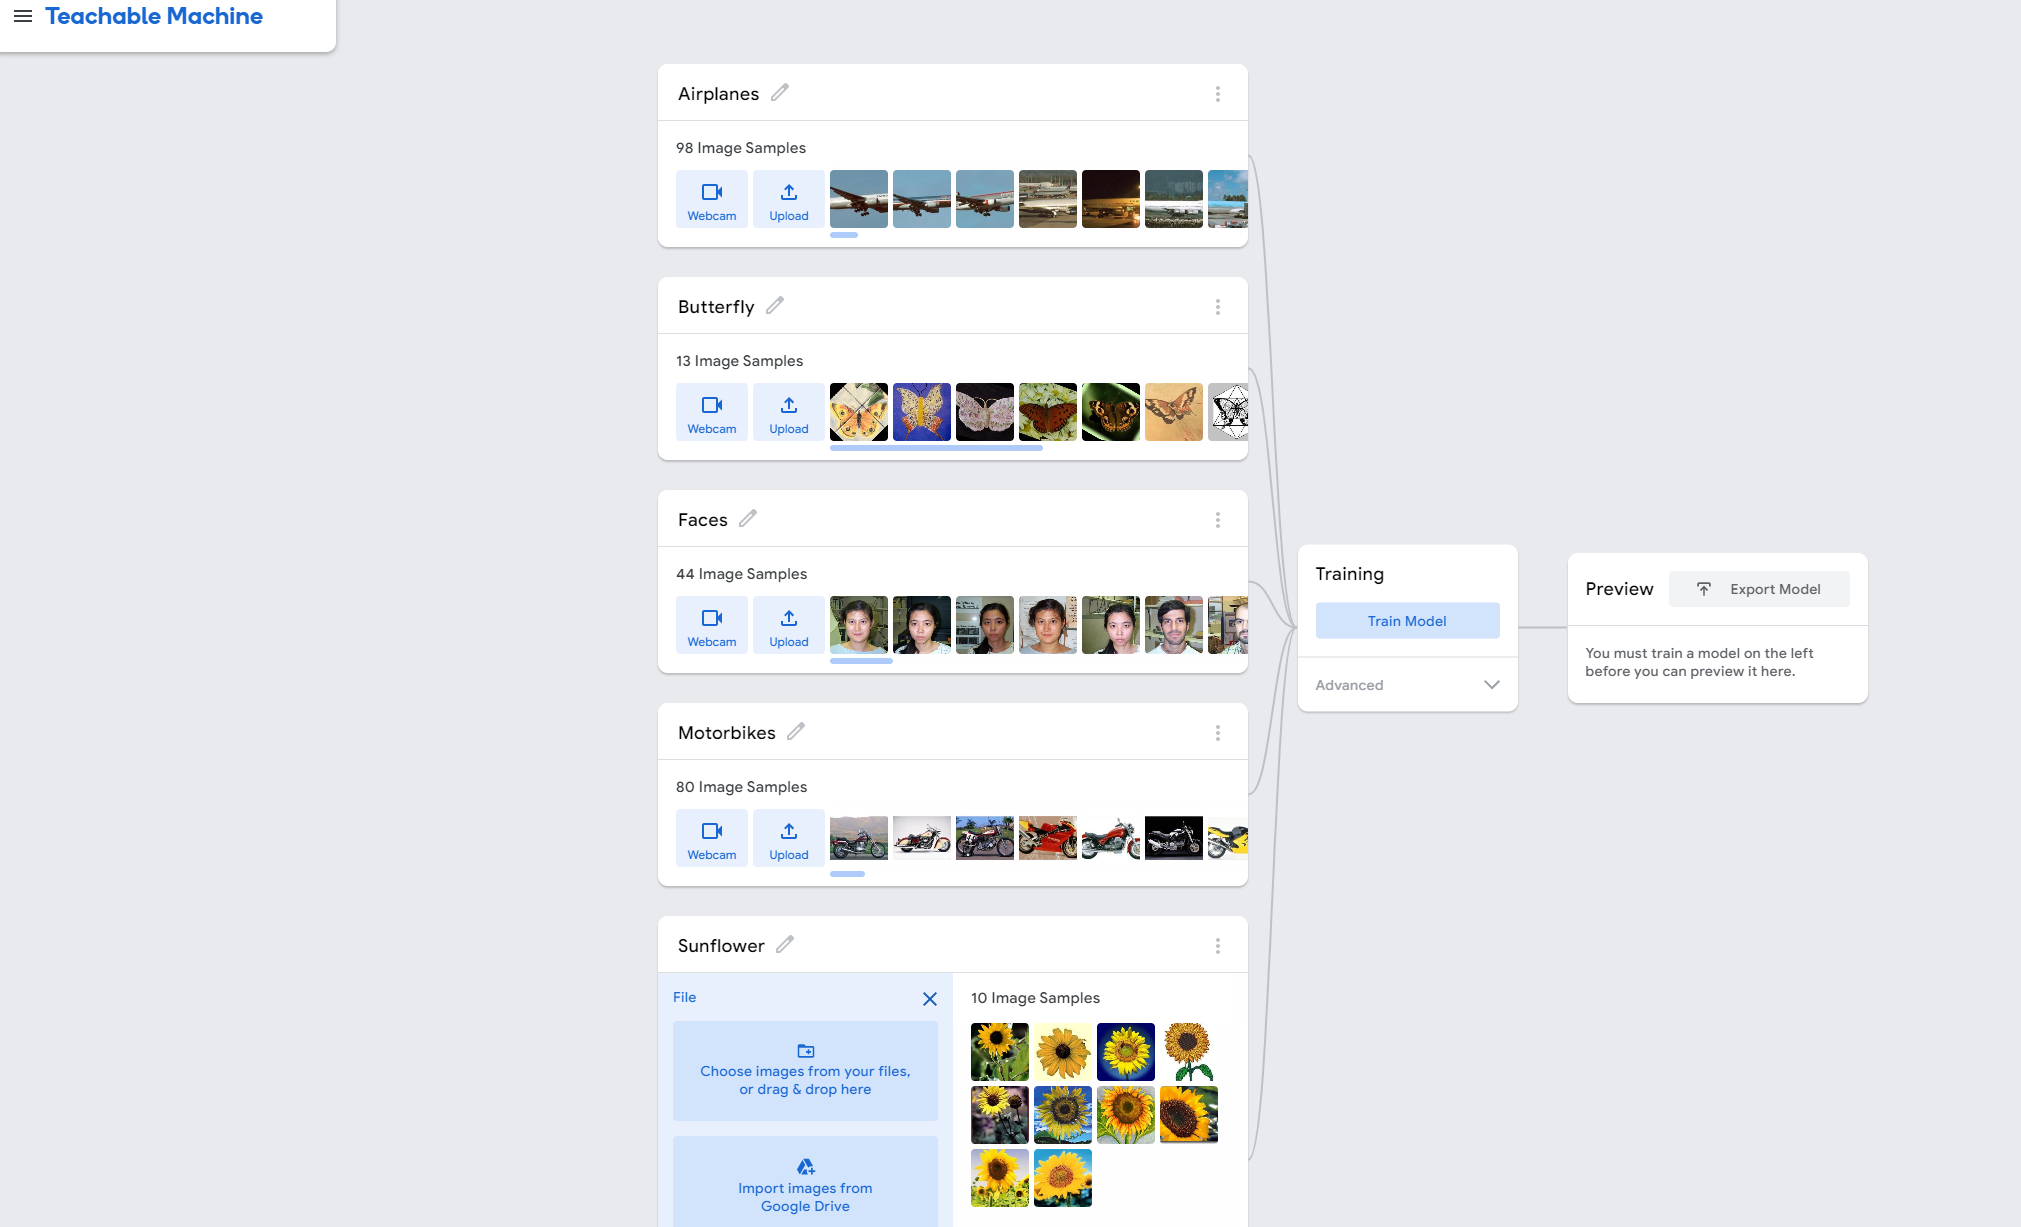 Teachable Machine
Airplanes
98 Image Samples
Webcam
Upload
Butterfly
13 Image Samples
Webcam
Upload
Faces
44 Image Samples
Webcam
Upload
Motorbikes
80 Image Samples
Webcam
Upload
Sunflower
File
Choose images from your files,
or drag & drop here
Import images from
Google Drive
10 Image Samples
Training
Train Model
Advanced
Preview
Export Model
You must train a model on the left
before you can preview it here.